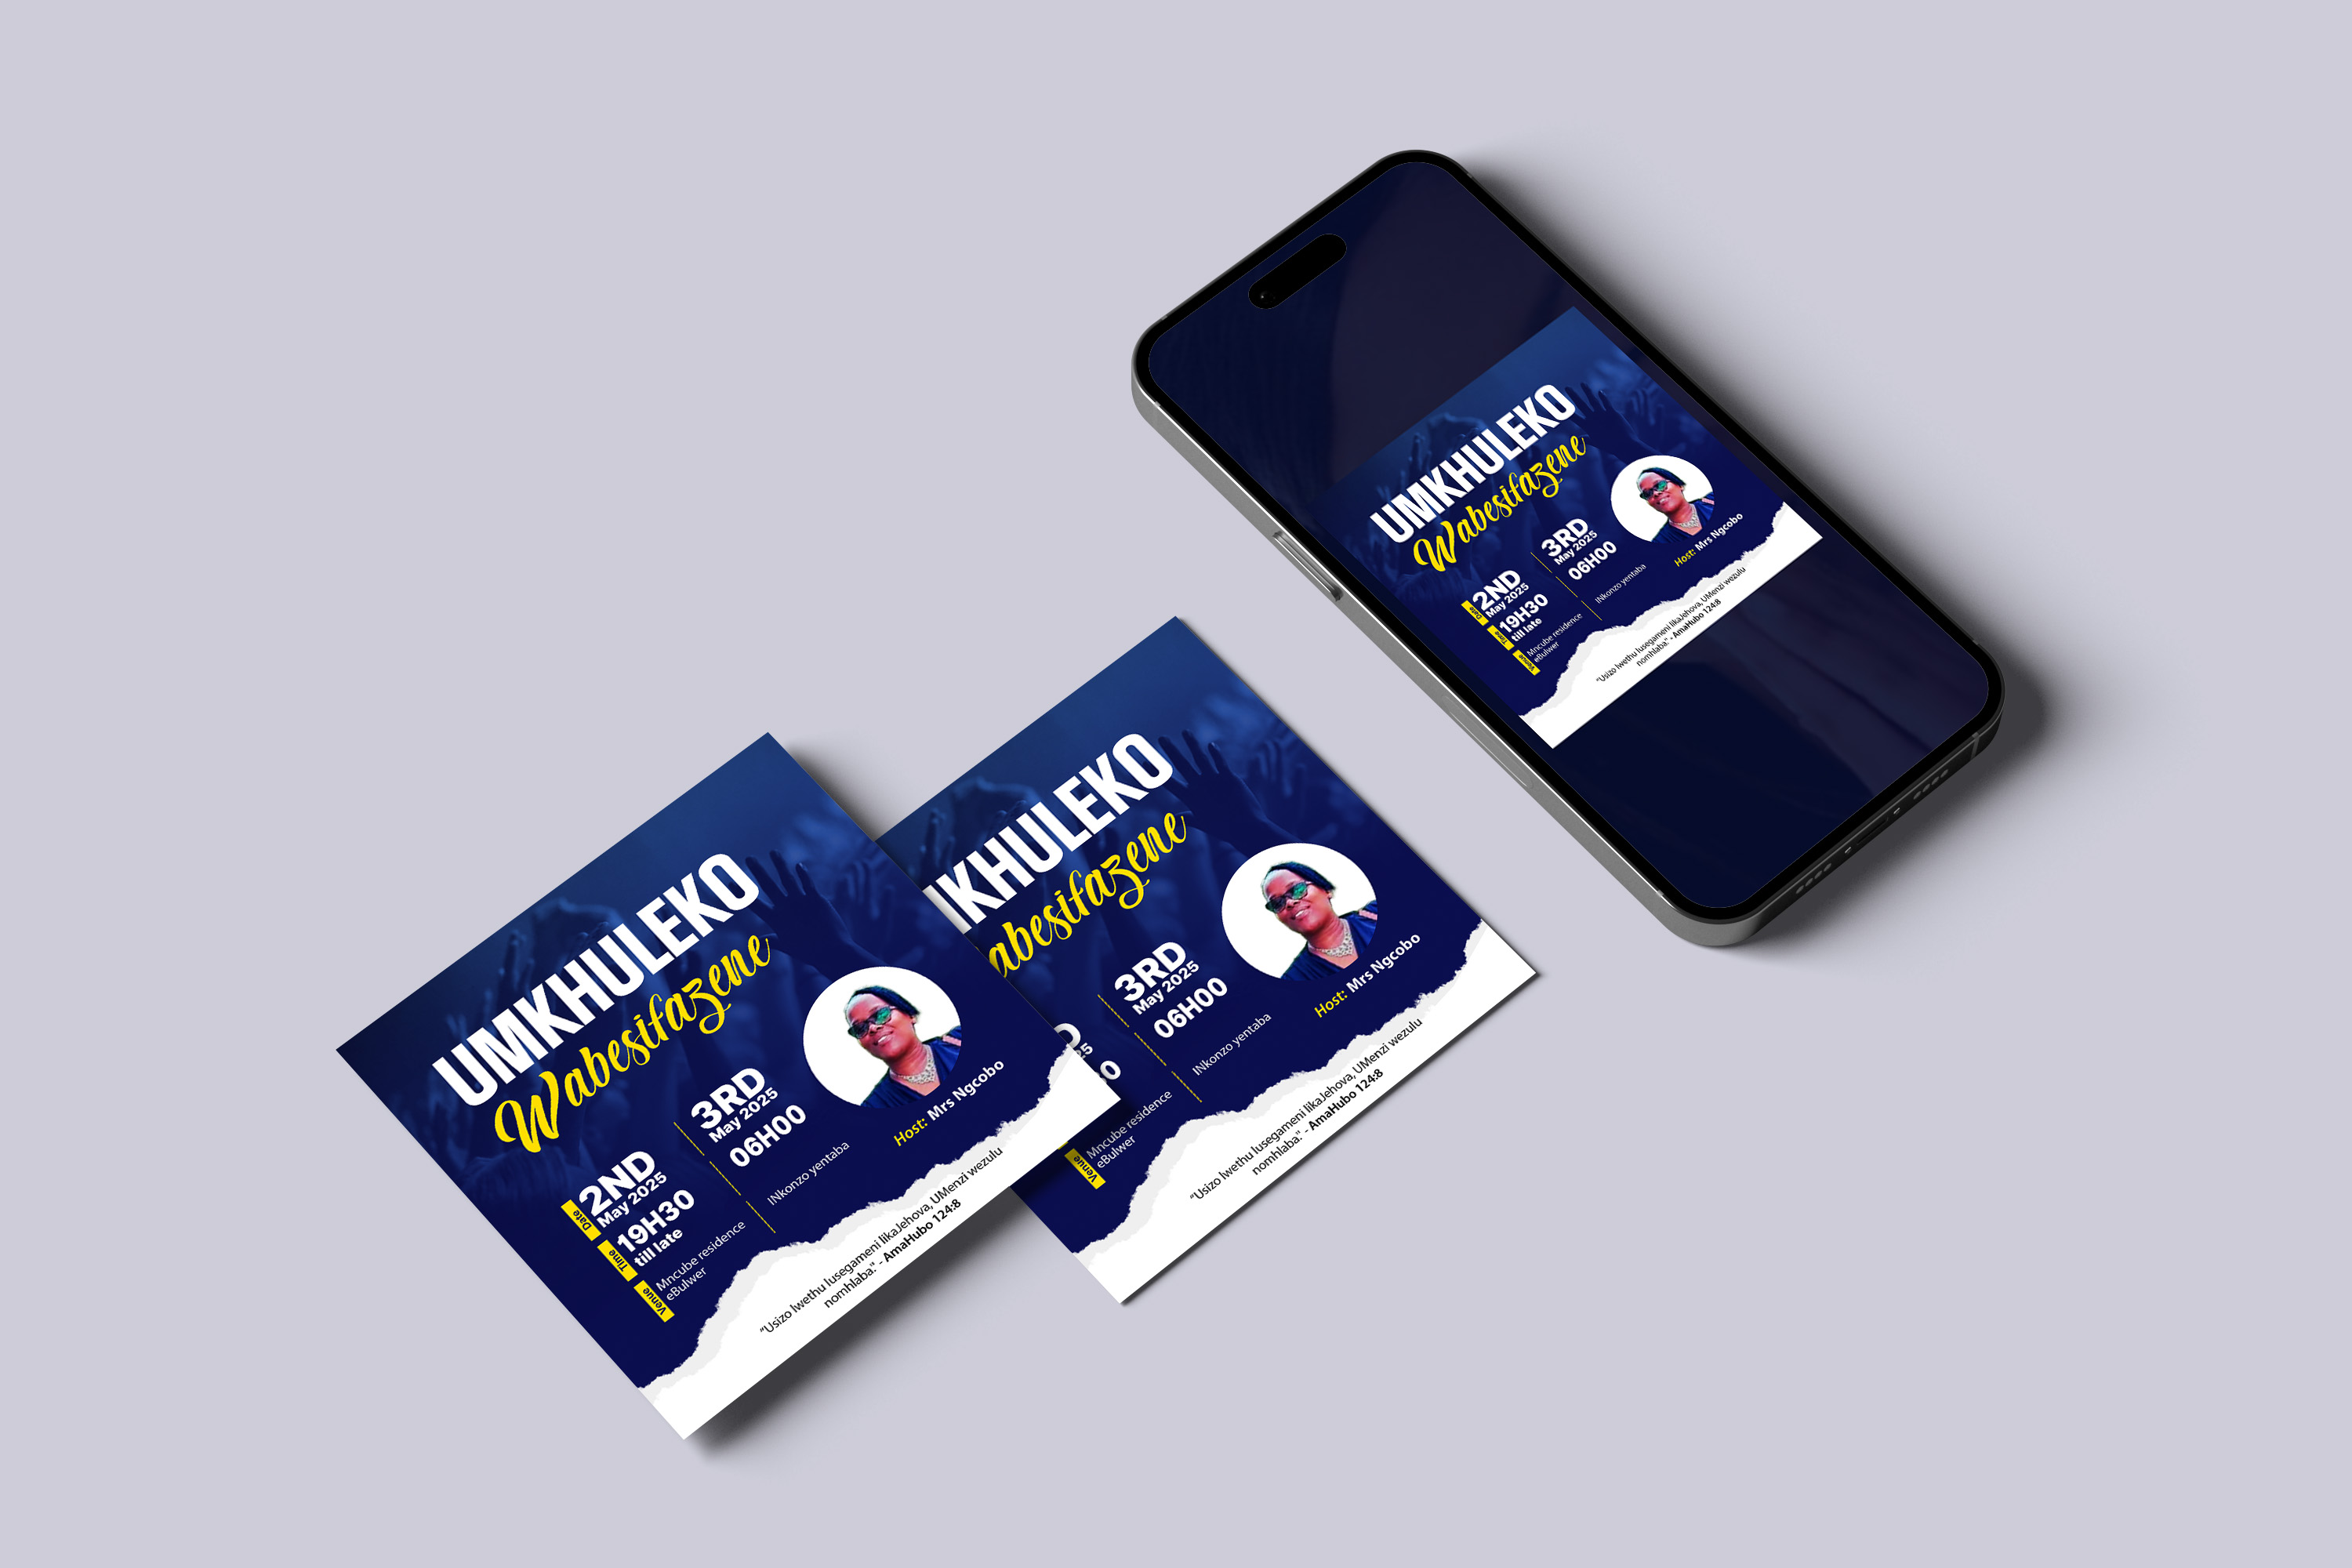 UMKHULEKO
Wabesifazene
Date
2ND
May 2025
Time
19H30
till late
Venue
Mncube residence
eBulwer
3RD
May 2025
06H00
INkonzo yentaba
Host: Mrs Ngcobo
"Usizo lwethu lusegameni likaJehova, UMenzi wezulu
nomhlaba." - AmaHubo 124:8
MKHULEKO
abesifazene
25
Venue
Mncube residence
eBulwer
3RD
May 2025
06H00
INkonzo yentaba
Host: Mrs Ngcobo
"Usizo lwethu lusegameni likaJehova, UMenzi wezulu
nomhlaba." - AmaHubo 124:8
UMKHULEKO
Wabesifazene
Date
2ND
May 2025
Time
19H30
till late
Venue
Mncube residence
eBulwer
3RD
May 2025
06H00
INkonzo yentaba
Host: Mrs Ngcobo
"Usizo lwethu lusegameni likaJehova, UMenzi wezulu
nomhlaba." - AmaHubo 124:8